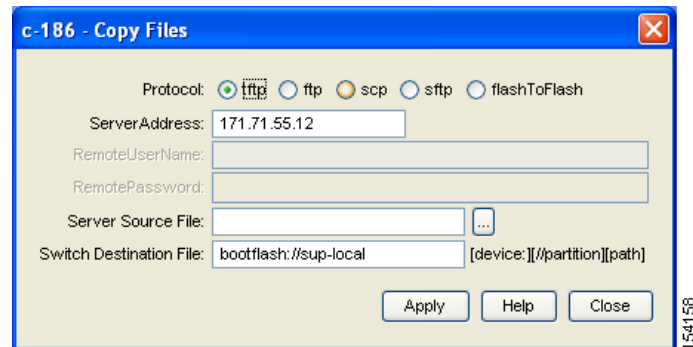 c-186 - Copy Files
Protocol: tftp ftp scp sftp flashToFlash
ServerAddress: 171.71.55.12
RemoteUserName:
RemotePassword:
Server Source File: ...
Switch Destination File: bootflash://sup-local [device:][//partition][path]
Apply Help Close
154158